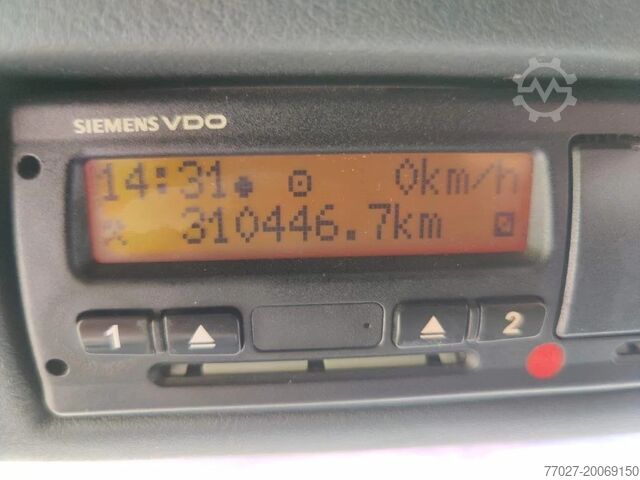 SIEMENS VDO
14:31 0km/h
310446.7km
1 2
77027-20069150